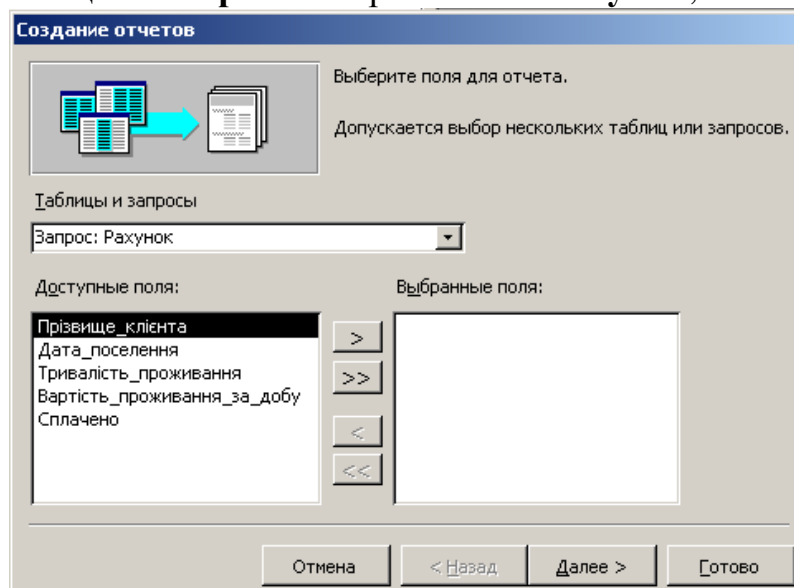 Создание отчетов
Выберите поля для отчета.
Допускается выбор нескольких таблиц или запросов.
Таблицы и запросы
Запрос: Рахунок
Доступные поля:
Выбранные поля:
Прізвище_клієнта
Дата_поселення
Тривалість_проживання
Вартість_проживання_за_добу
Сплачено
>
>>
<
<<
Отмена
< Назад
Далее >
Готово